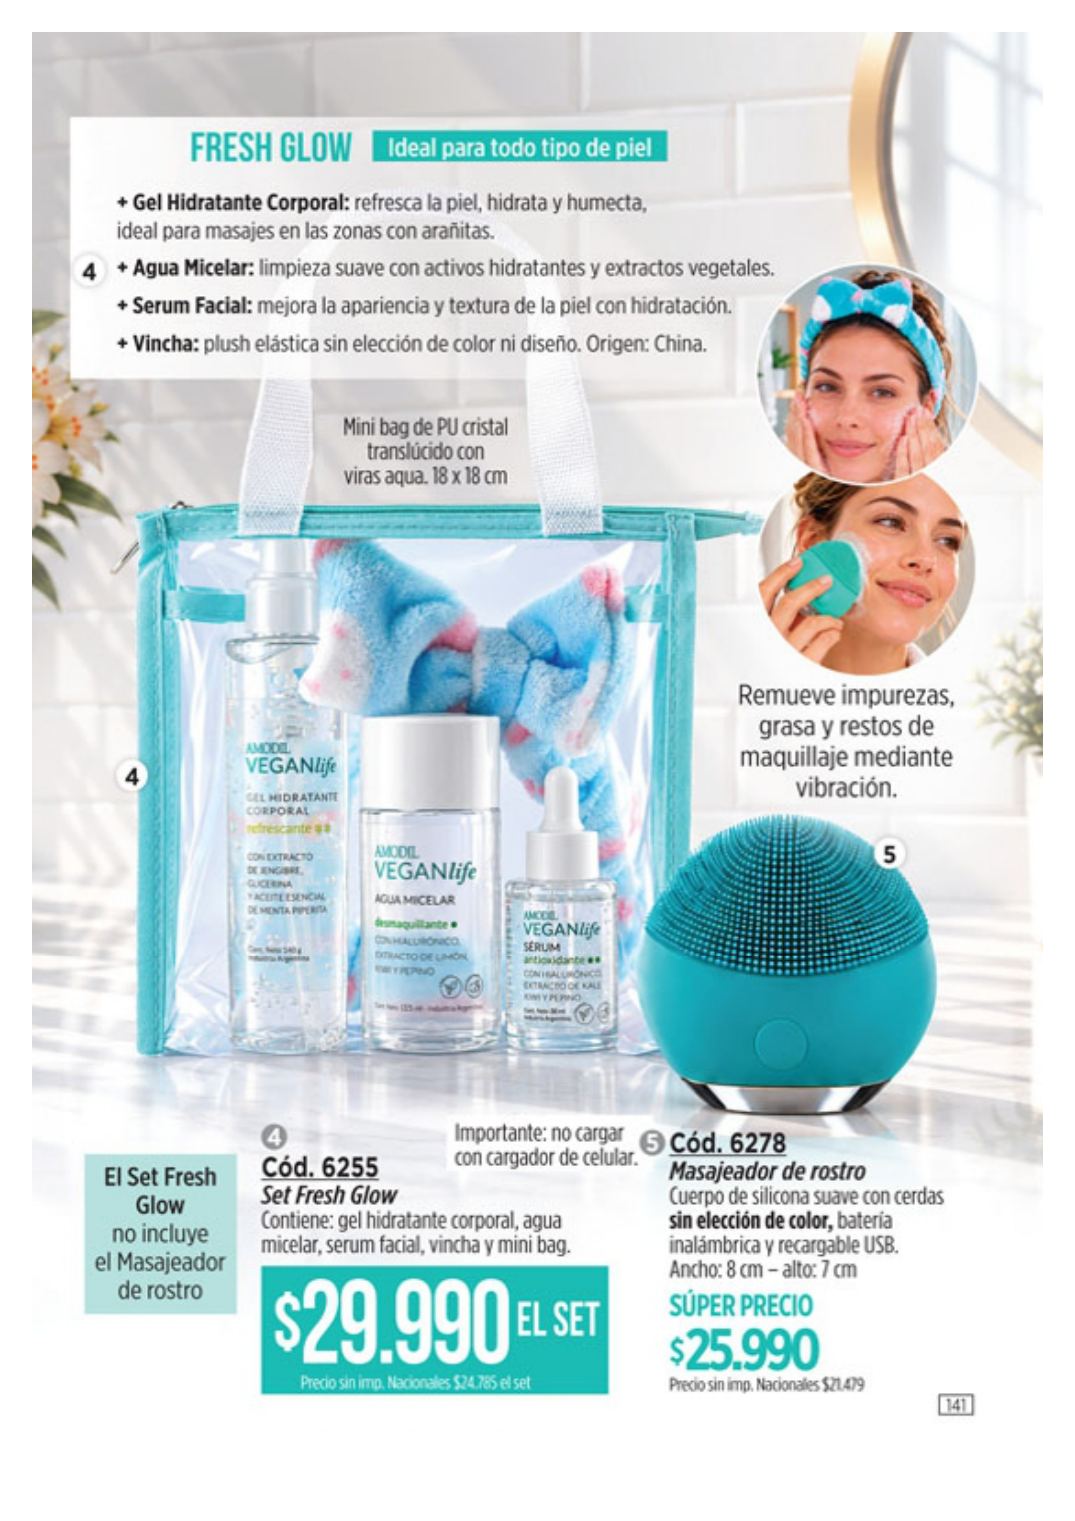 FRESH GLOW Ideal para todo tipo de piel
+ Gel Hidratante Corporal: refresca la piel, hidrata y humecta,
ideal para masajes en las zonas con arañitas.
4 + Agua Micelar: limpieza suave con activos hidratantes y extractos vegetales.
+ Serum Facial: mejora la apariencia y textura de la piel con hidratación.
+ Vincha: plush elástica sin elección de color ni diseño. Origen: China.
Mini bag de PU cristal
translúcido con
viras aqua. 18 x 18 cm
Remueve impurezas,
grasa y restos de
maquillaje mediante
vibración.
4
5
AMODIL
VEGANlife
GEL HIDRATANTE
CORPORAL
refrescante
CON EXTRACTO
DE JENGIBRE,
GLICERINA
Y ACEITE ESENCIAL
DE MENTA PIPERITA
Cont. Neto 140 g
Industria Argentina
AMODIL
VEGANlife
AGUA MICELAR
desmaquillante
CON HIALURÓNICO,
EXTRACTO DE LIMÓN,
KIWI Y PEPINO
Industria Argentina
AMODIL
VEGANlife
SÉRUM
antioxidante
CON HIALURÓNICO,
EXTRACTO DE KALE
KIWI Y PEPINO
Industria Argentina
El Set Fresh
Glow
no incluye
el Masajeador
de rostro
4
Cód. 6255
Set Fresh Glow
Contiene: gel hidratante corporal, agua
micelar, serum facial, vincha y mini bag.
$29.990 EL SET
Precio sin imp. Nacionales $24.785 el set
Importante: no cargar
con cargador de celular.
5 Cód. 6278
Masajeador de rostro
Cuerpo de silicona suave con cerdas
sin elección de color, batería
inalámbrica y recargable USB.
Ancho: 8 cm – alto: 7 cm
SÚPER PRECIO
$25.990
Precio sin imp. Nacionales $21.479
141